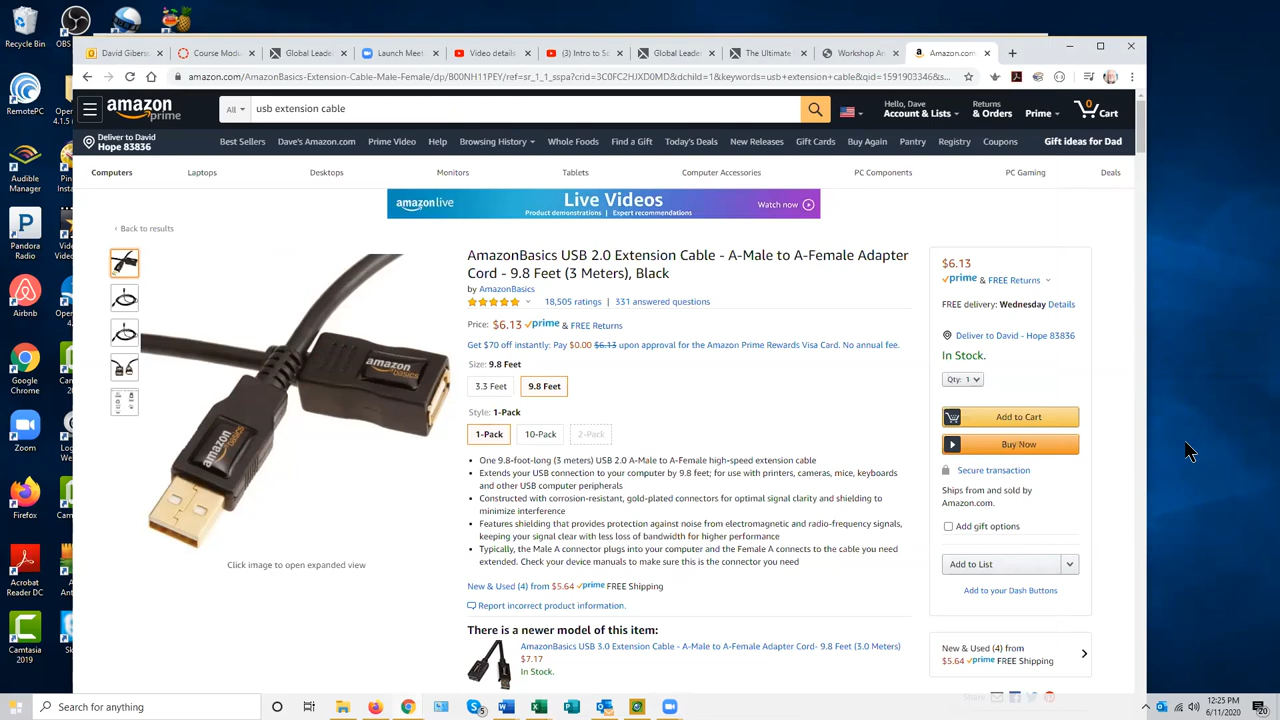 Recycle Bin
OBS
4.1.5
RemotePC
Audible Manager
Pandora Radio
Airbnb
Google Chrome
Zoom
Firefox
Acrobat Reader DC
Camtasia 2019
David Gibers
Course Modu
Global Leade
Launch Meet
Video details
(3) Intro to Sc
Global Leade
The Ultimate
Workshop An
Amazon.com
amazon.com/AmazonBasics-Extension-Cable-Male-Female/dp/B00NH11PEY/ref=sr_1_1_sspa?crid=3C0FC2HJXD0MD&dchild=1&keywords=usb+extension+cable&qid=1591903346&s...
amazon prime
All
usb extension cable
Hello, Dave
Account & Lists
Returns
& Orders
Prime
0
Cart
Deliver to David
Hope 83836
Best Sellers
Dave's Amazon.com
Prime Video
Help
Browsing History
Whole Foods
Find a Gift
Today's Deals
New Releases
Gift Cards
Buy Again
Pantry
Registry
Coupons
Gift ideas for Dad
Computers
Laptops
Desktops
Monitors
Tablets
Computer Accessories
PC Components
PC Gaming
Deals
amazon live
Live Videos
Product demonstrations | Expert recommendations
Watch now
‹ Back to results
amazon basics
amazon basics
Click image to open expanded view
AmazonBasics USB 2.0 Extension Cable - A-Male to A-Female Adapter
Cord - 9.8 Feet (3 Meters), Black
by AmazonBasics
18,505 ratings | 331 answered questions
Price: $6.13 prime & FREE Returns
Get $70 off instantly: Pay $0.00 $6.13 upon approval for the Amazon Prime Rewards Visa Card. No annual fee.
Size: 9.8 Feet
3.3 Feet
9.8 Feet
Style: 1-Pack
1-Pack
10-Pack
2-Pack
• One 9.8-foot-long (3 meters) USB 2.0 A-Male to A-Female high-speed extension cable
• Extends your USB connection to your computer by 9.8 feet; for use with printers, cameras, mice, keyboards
and other USB computer peripherals
• Constructed with corrosion-resistant, gold-plated connectors for optimal signal clarity and shielding to
minimize interference
• Features shielding that provides protection against noise from electromagnetic and radio-frequency signals,
keeping your signal clear with less loss of bandwidth for higher performance
• Typically, the Male A connector plugs into your computer and the Female A connects to the cable you need
extended. Check your device manuals to make sure this is the connector you need
New & Used (4) from $5.64 prime FREE Shipping
Report incorrect product information.
There is a newer model of this item:
AmazonBasics USB 3.0 Extension Cable - A-Male to A-Female Adapter Cord- 9.8 Feet (3.0 Meters)
$7.17
In Stock.
$6.13
prime & FREE Returns
FREE delivery: Wednesday Details
Deliver to David - Hope 83836
In Stock.
Qty: 1
Add to Cart
Buy Now
Secure transaction
Ships from and sold by
Amazon.com.
Add gift options
Add to List
Add to your Dash Buttons
New & Used (4) from
$5.64 prime FREE Shipping
Share
Search for anything
5
12:25 PM
6/11/2020
20